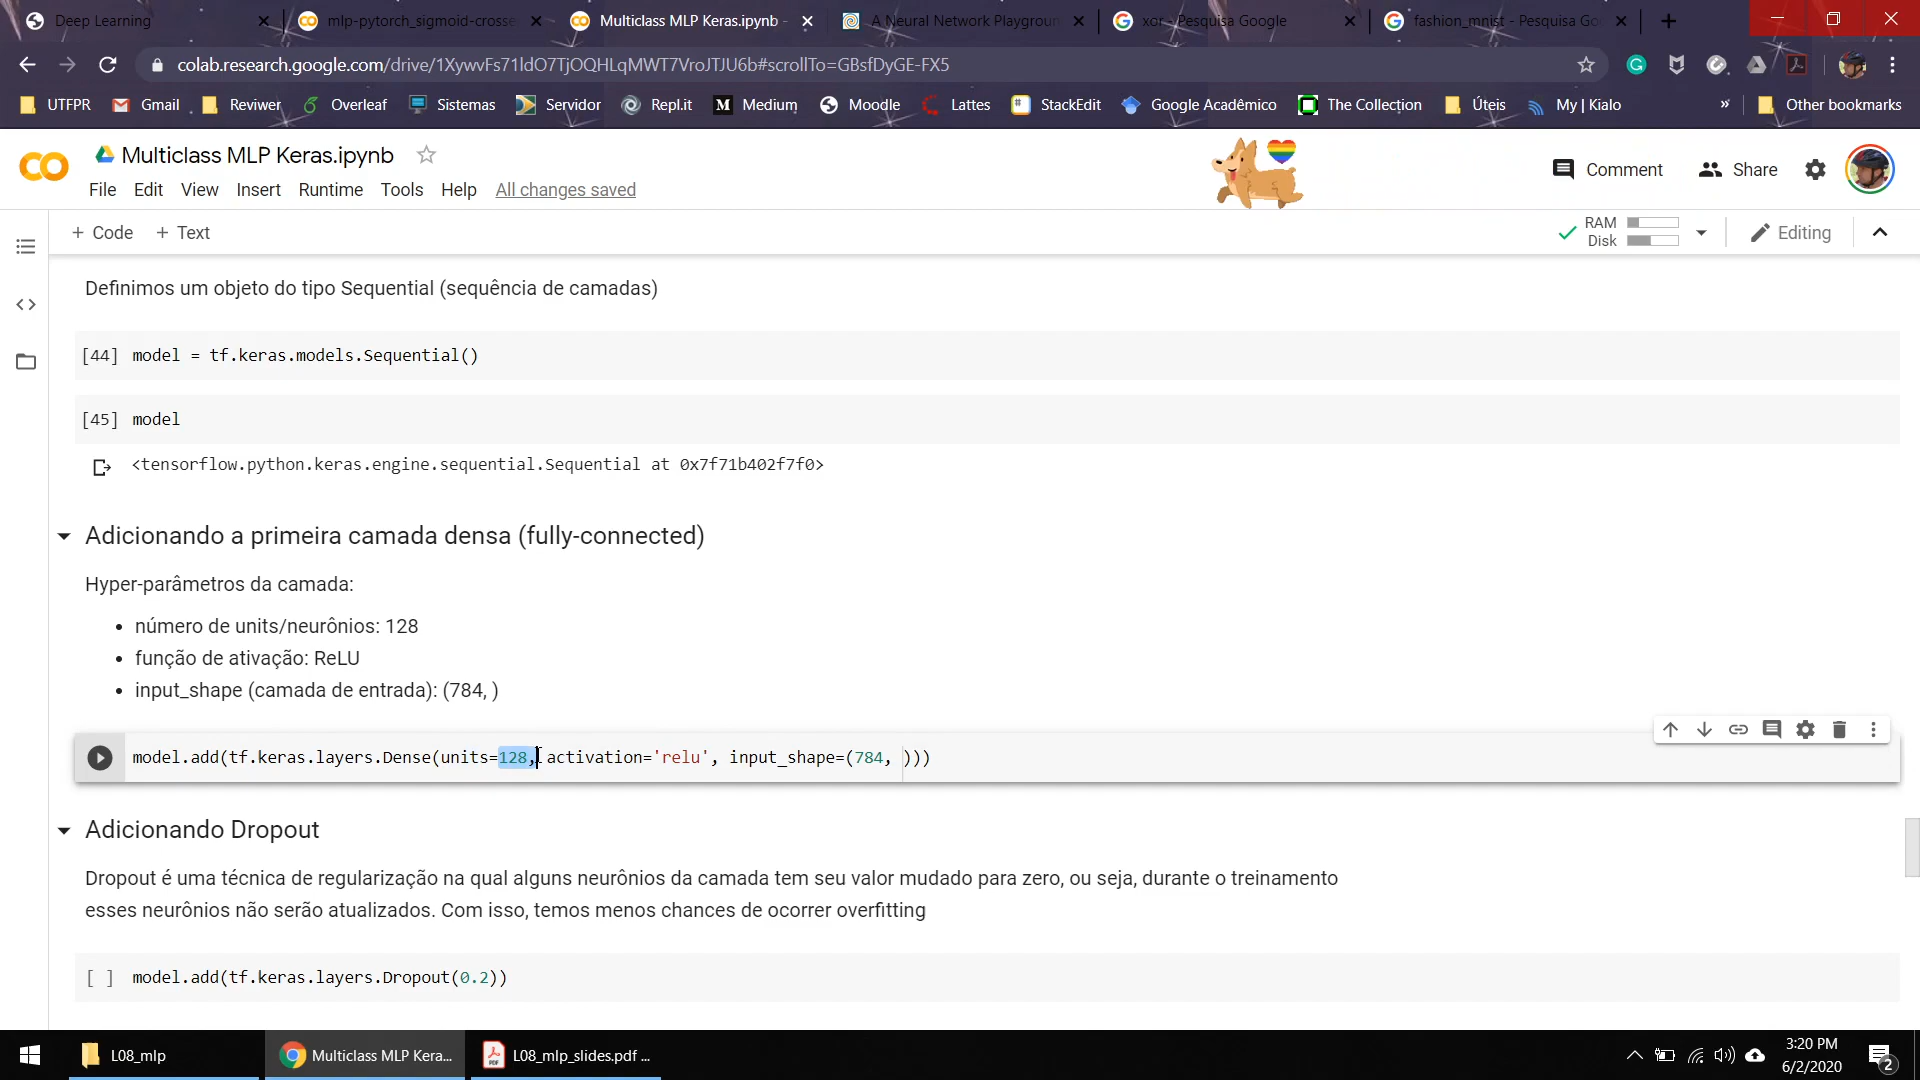 Deep Learning
mlp-pytorch_sigmoid-crosse
Multiclass MLP Keras.ipynb -
A Neural Network Playgroun
xor - Pesquisa Google
fashion_mnist - Pesquisa Go
colab.research.google.com/drive/1XywvFs71ldO7TjOQHLqMWT7VroJTJU6b#scrollTo=GBsfDyGE-FX5
UTFPR
Gmail
Reviwer
Overleaf
Sistemas
Servidor
Repl.it
Medium
Moodle
Lattes
StackEdit
Google Acadêmico
The Collection
Úteis
My | Kialo
»
Other bookmarks
Multiclass MLP Keras.ipynb
Comment
Share
File Edit View Insert Runtime Tools Help All changes saved
+ Code + Text
RAM
Disk
Editing
Definimos um objeto do tipo Sequential (sequência de camadas)
[44] model = tf.keras.models.Sequential()
[45] model
<tensorflow.python.keras.engine.sequential.Sequential at 0x7f71b402f7f0>
Adicionando a primeira camada densa (fully-connected)
Hyper-parâmetros da camada:
• número de units/neurônios: 128
• função de ativação: ReLU
• input_shape (camada de entrada): (784, )
model.add(tf.keras.layers.Dense(units=128, activation='relu', input_shape=(784, )))
Adicionando Dropout
Dropout é uma técnica de regularização na qual alguns neurônios da camada tem seu valor mudado para zero, ou seja, durante o treinamento
esses neurônios não serão atualizados. Com isso, temos menos chances de ocorrer overfitting
[ ] model.add(tf.keras.layers.Dropout(0.2))
L08_mlp
Multiclass MLP Kera...
L08_mlp_slides.pdf ...
3:20 PM
6/2/2020
2